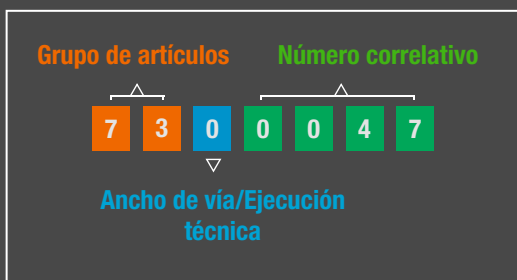 Grupo de artículos Número correlativo
7 3 0 0 0 4 7
Ancho de vía/Ejecución
técnica